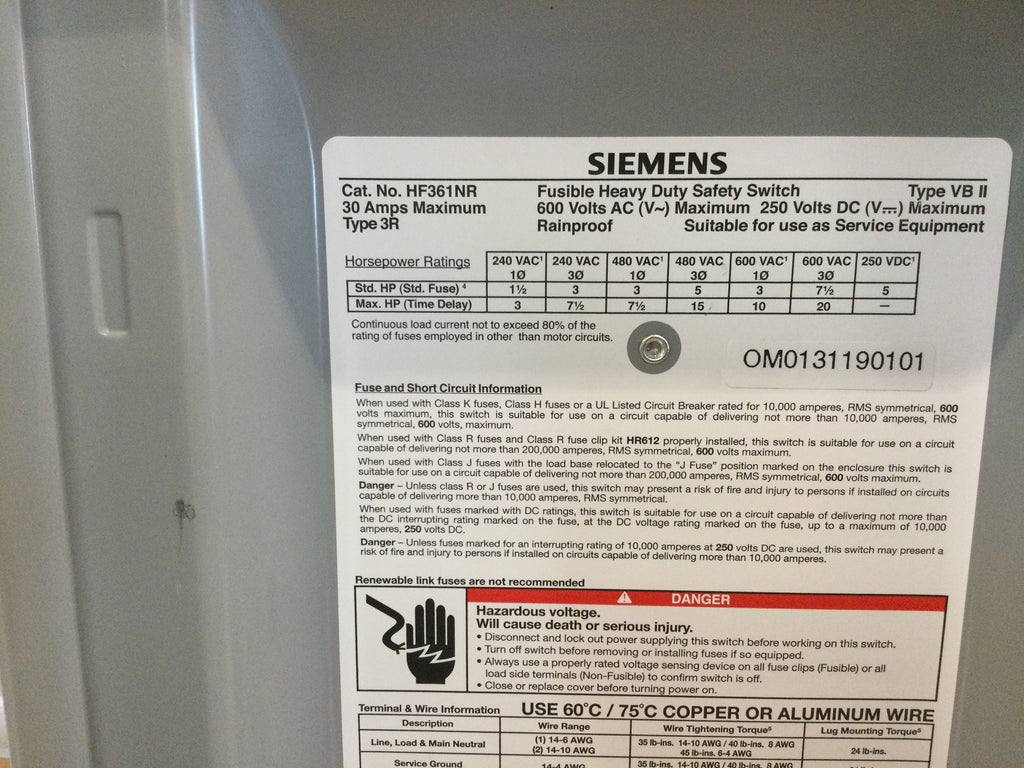 SIEMENS
Cat. No. HF361NR Fusible Heavy Duty Safety Switch Type VB II
30 Amps Maximum 600 Volts AC (V~) Maximum 250 Volts DC (V⎓) Maximum
Type 3R Rainproof Suitable for use as Service Equipment
Horsepower Ratings 240 VAC¹ 240 VAC 480 VAC¹ 480 VAC 600 VAC¹ 600 VAC 250 VDC¹
1Ø 3Ø 1Ø 3Ø 1Ø 3Ø
Std. HP (Std. Fuse) ⁴ 1½ 3 3 5 3 7½ 5
Max. HP (Time Delay) 3 7½ 7½ 15 10 20 —
Continuous load current not to exceed 80% of the
rating of fuses employed in other than motor circuits.
OM0131190101
Fuse and Short Circuit Information
When used with Class K fuses, Class H fuses or a UL Listed Circuit Breaker rated for 10,000 amperes, RMS symmetrical, 600
volts maximum, this switch is suitable for use on a circuit capable of delivering not more than 10,000 amperes, RMS
symmetrical, 600 volts, maximum.
When used with Class R fuses and Class R fuse clip kit HR612 properly installed, this switch is suitable for use on a circuit
capable of delivering not more than 200,000 amperes, RMS symmetrical, 600 volts maximum.
When used with Class J fuses with the load base relocated to the "J Fuse" position marked on the enclosure this switch is
suitable for use on a circuit capable of delivering not more than 200,000 amperes, RMS symmetrical, 600 volts maximum.
Danger – Unless class R or J fuses are used, this switch may present a risk of fire and injury to persons if installed on circuits
capable of delivering more than 10,000 amperes, RMS symmetrical.
When used with fuses marked with DC ratings, this switch is suitable for use on a circuit capable of delivering not more than
the DC interrupting rating marked on the fuse, at the DC voltage rating marked on the fuse, up to a maximum of 10,000
amperes, 250 volts DC.
Danger – Unless fuses marked for an interrupting rating of 10,000 amperes at 250 volts DC are used, this switch may present a
risk of fire and injury to persons if installed on circuits capable of delivering more than 10,000 amperes.
Renewable link fuses are not recommended
DANGER
Hazardous voltage.
Will cause death or serious injury.
• Disconnect and lock out power supplying this switch before working on this switch.
• Turn off switch before removing or installing fuses if so equipped.
• Always use a properly rated voltage sensing device on all fuse clips (Fusible) or all
load side terminals (Non-Fusible) to confirm switch is off.
• Close or replace cover before turning power on.
Terminal & Wire Information USE 60°C / 75°C COPPER OR ALUMINUM WIRE
Description Wire Range Wire Tightening Torque⁵ Lug Mounting Torque⁵
Line, Load & Main Neutral (1) 14-6 AWG 35 lb-ins. 14-10 AWG / 40 lb-ins. 8 AWG 24 lb-ins.
(2) 14-10 AWG 45 lb-ins. 6-4 AWG
Service Ground 14-4 AWG 35 lb-ins. 14-10 AWG / 40 lb-ins. 8 AWG